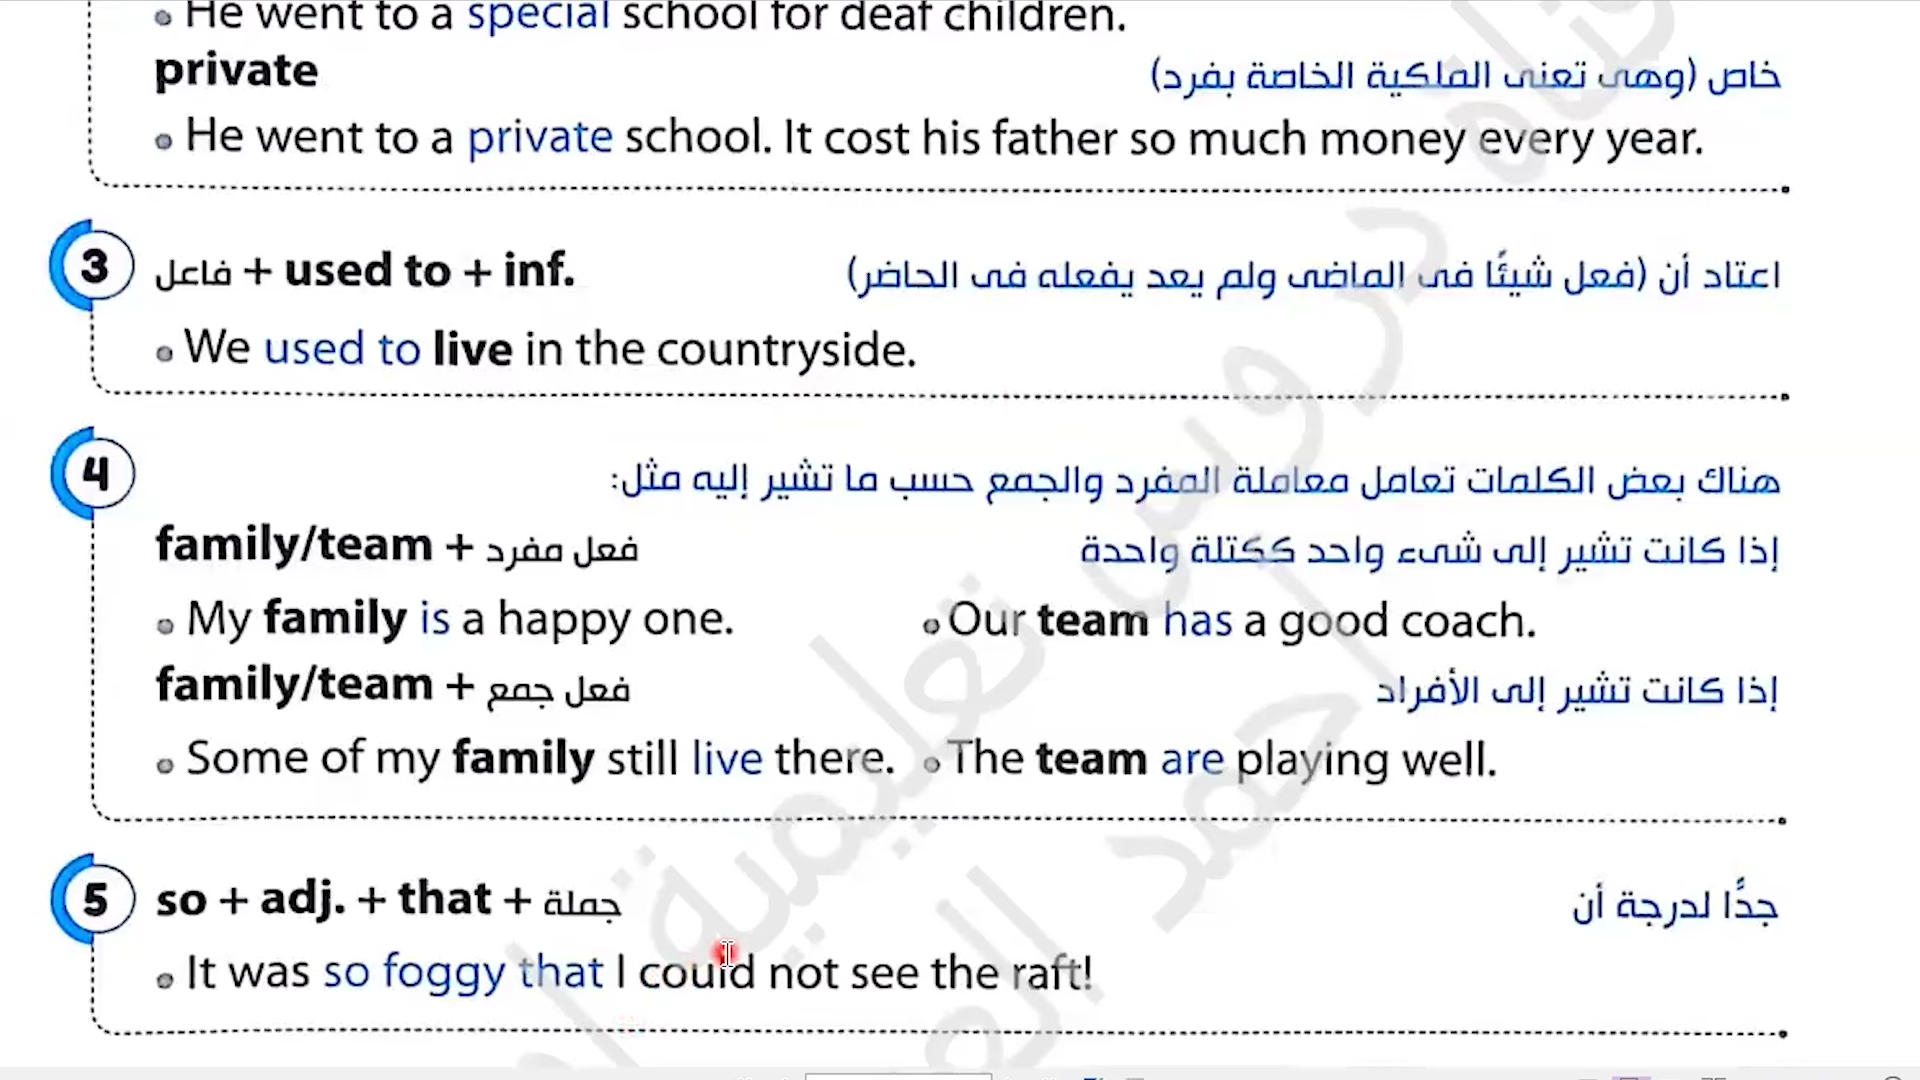 He went to a special school for deaf children.
private خاص (وهى تعنى الملكية الخاصة بفرد)
He went to a private school. It cost his father so much money every year.
3 فاعل + used to + inf. اعتاد أن (فعل شيئًا فى الماضى ولم يعد يفعله فى الحاضر)
We used to live in the countryside.
4 هناك بعض الكلمات تعامل معاملة المفرد والجمع حسب ما تشير إليه مثل:
family/team + فعل مفرد إذا كانت تشير إلى شىء واحد ككتلة واحدة
My family is a happy one. Our team has a good coach.
family/team + فعل جمع إذا كانت تشير إلى الأفراد
Some of my family still live there. The team are playing well.
5 so + adj. + that + جملة جدًّا لدرجة أن
It was so foggy that I could not see the raft!
قناة دروس تعليمية
أحمد